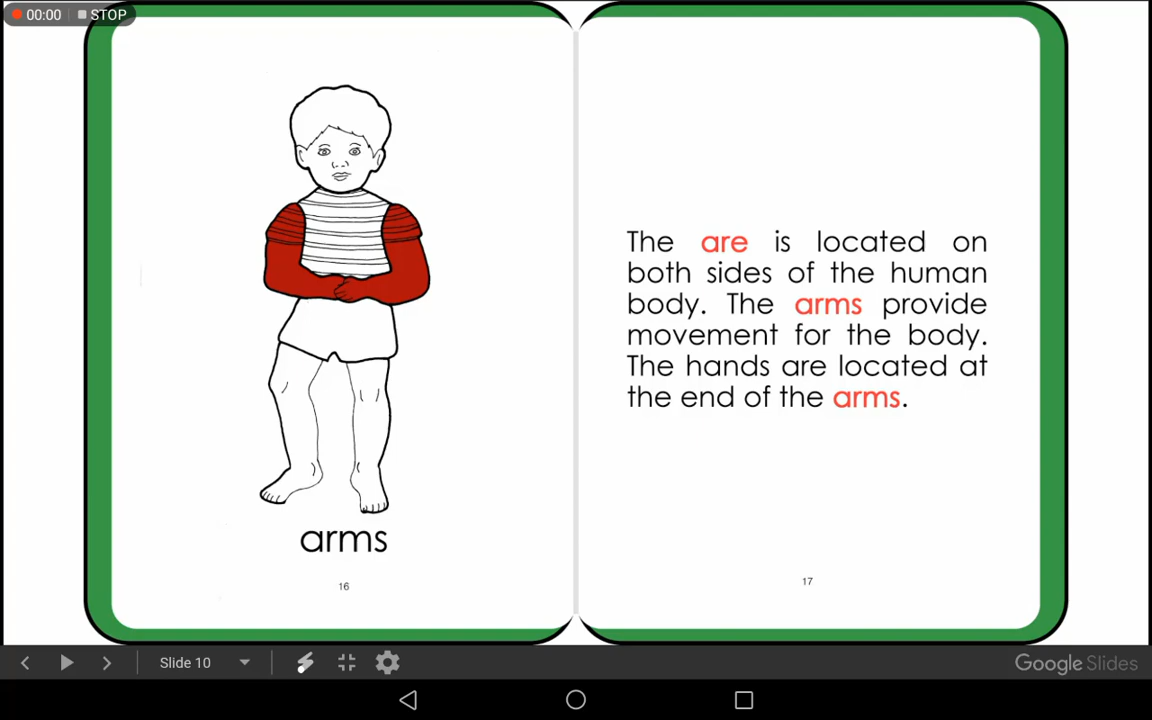 00:00 STOP
arms
16
The are is located on
both sides of the human
body. The arms provide
movement for the body.
The hands are located at
the end of the arms.
17
Slide 10
Google Slides